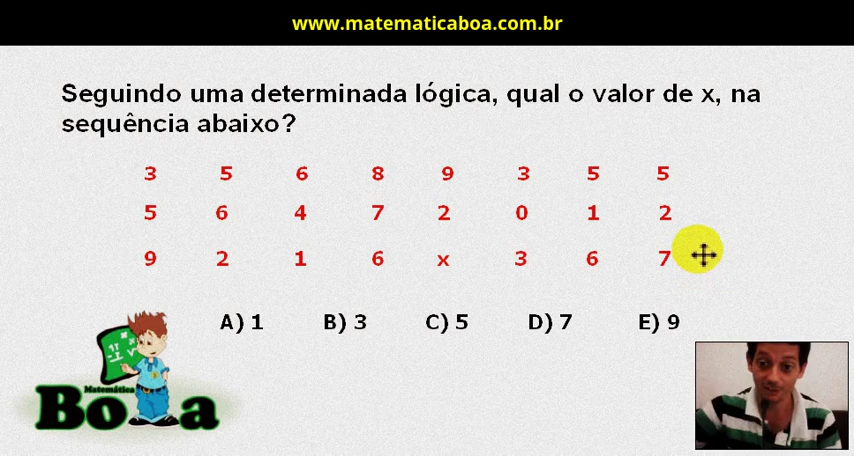 www.matematicaboa.com.br
Seguindo uma determinada lógica, qual o valor de x, na
sequência abaixo?
3 5 6 8 9 3 5 5
5 6 4 7 2 0 1 2
9 2 1 6 x 3 6 7
A) 1 B) 3 C) 5 D) 7 E) 9
Matemática
Boa